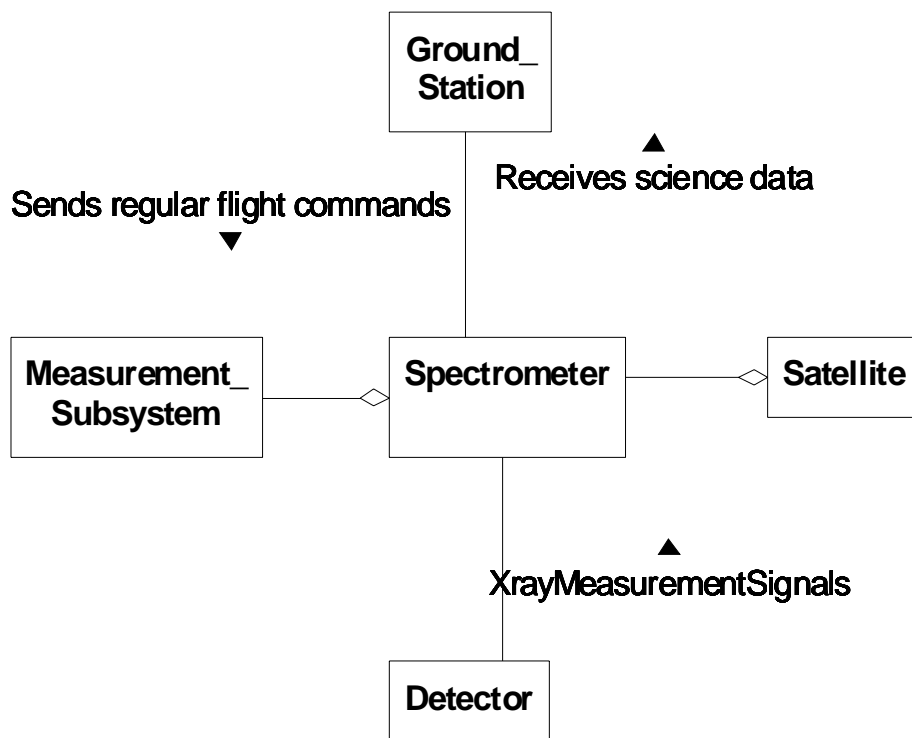 Ground_
Station
Receives science data
Sends regular flight commands
Measurement_
Subsystem
Spectrometer
Satellite
XrayMeasurementSignals
Detector